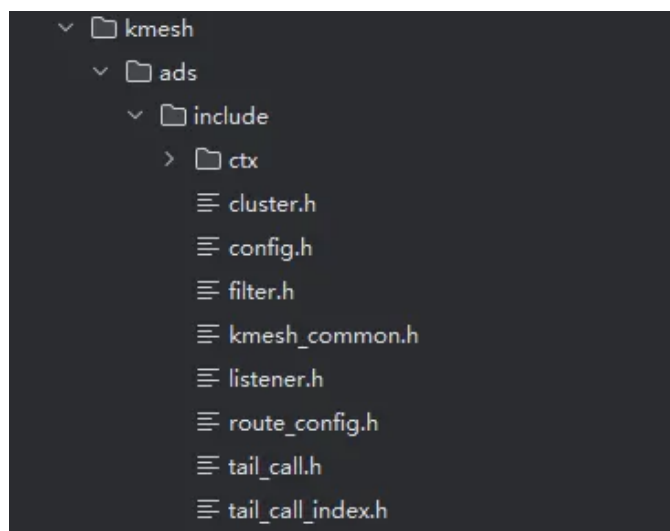 kmesh
ads
include
ctx
cluster.h
config.h
filter.h
kmesh_common.h
listener.h
route_config.h
tail_call.h
tail_call_index.h